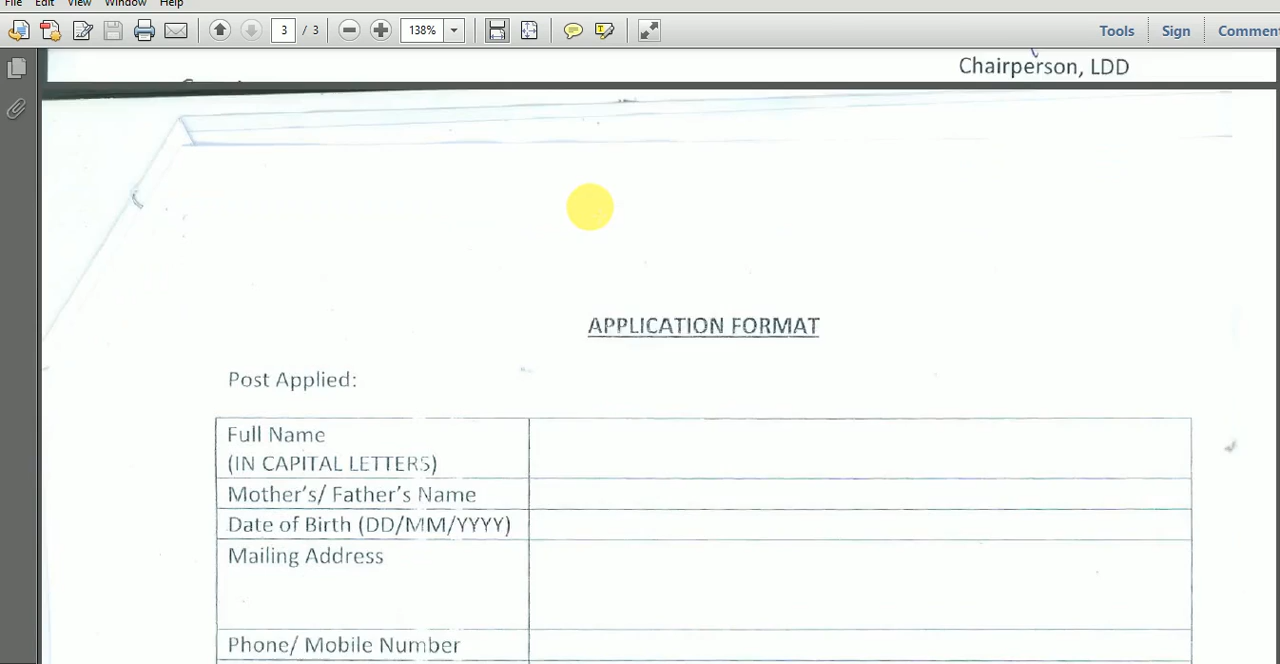 File Edit View Window Help
3 / 3 138% Tools Sign Comment
Chairperson, LDD
APPLICATION FORMAT
Post Applied:
Full Name
(IN CAPITAL LETTERS)
Mother's/ Father's Name
Date of Birth (DD/MM/YYYY)
Mailing Address
Phone/ Mobile Number